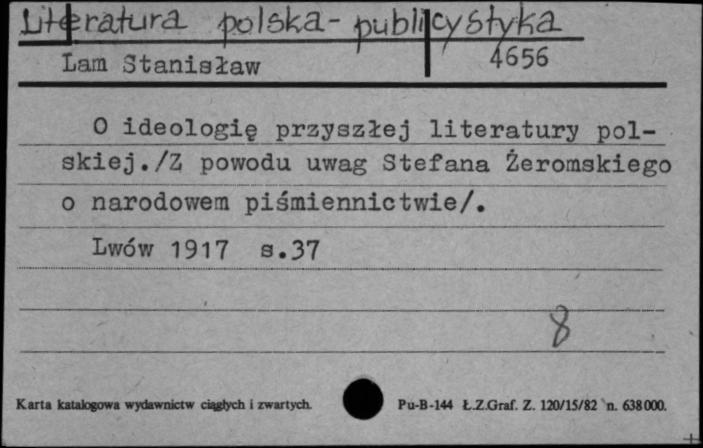 Literatura polska - publicystyka
Lam Stanisław 4656
O ideologię przyszłej literatury pol-
skiej./Z powodu uwag Stefana Żeromskiego
o narodowem piśmiennictwie/.
Lwów 1917 s.37
8
Karta katalogowa wydawnictw ciągłych i zwartych. Pu-B-144 Ł.Z.Graf. Z. 120/15/82 n. 638000.